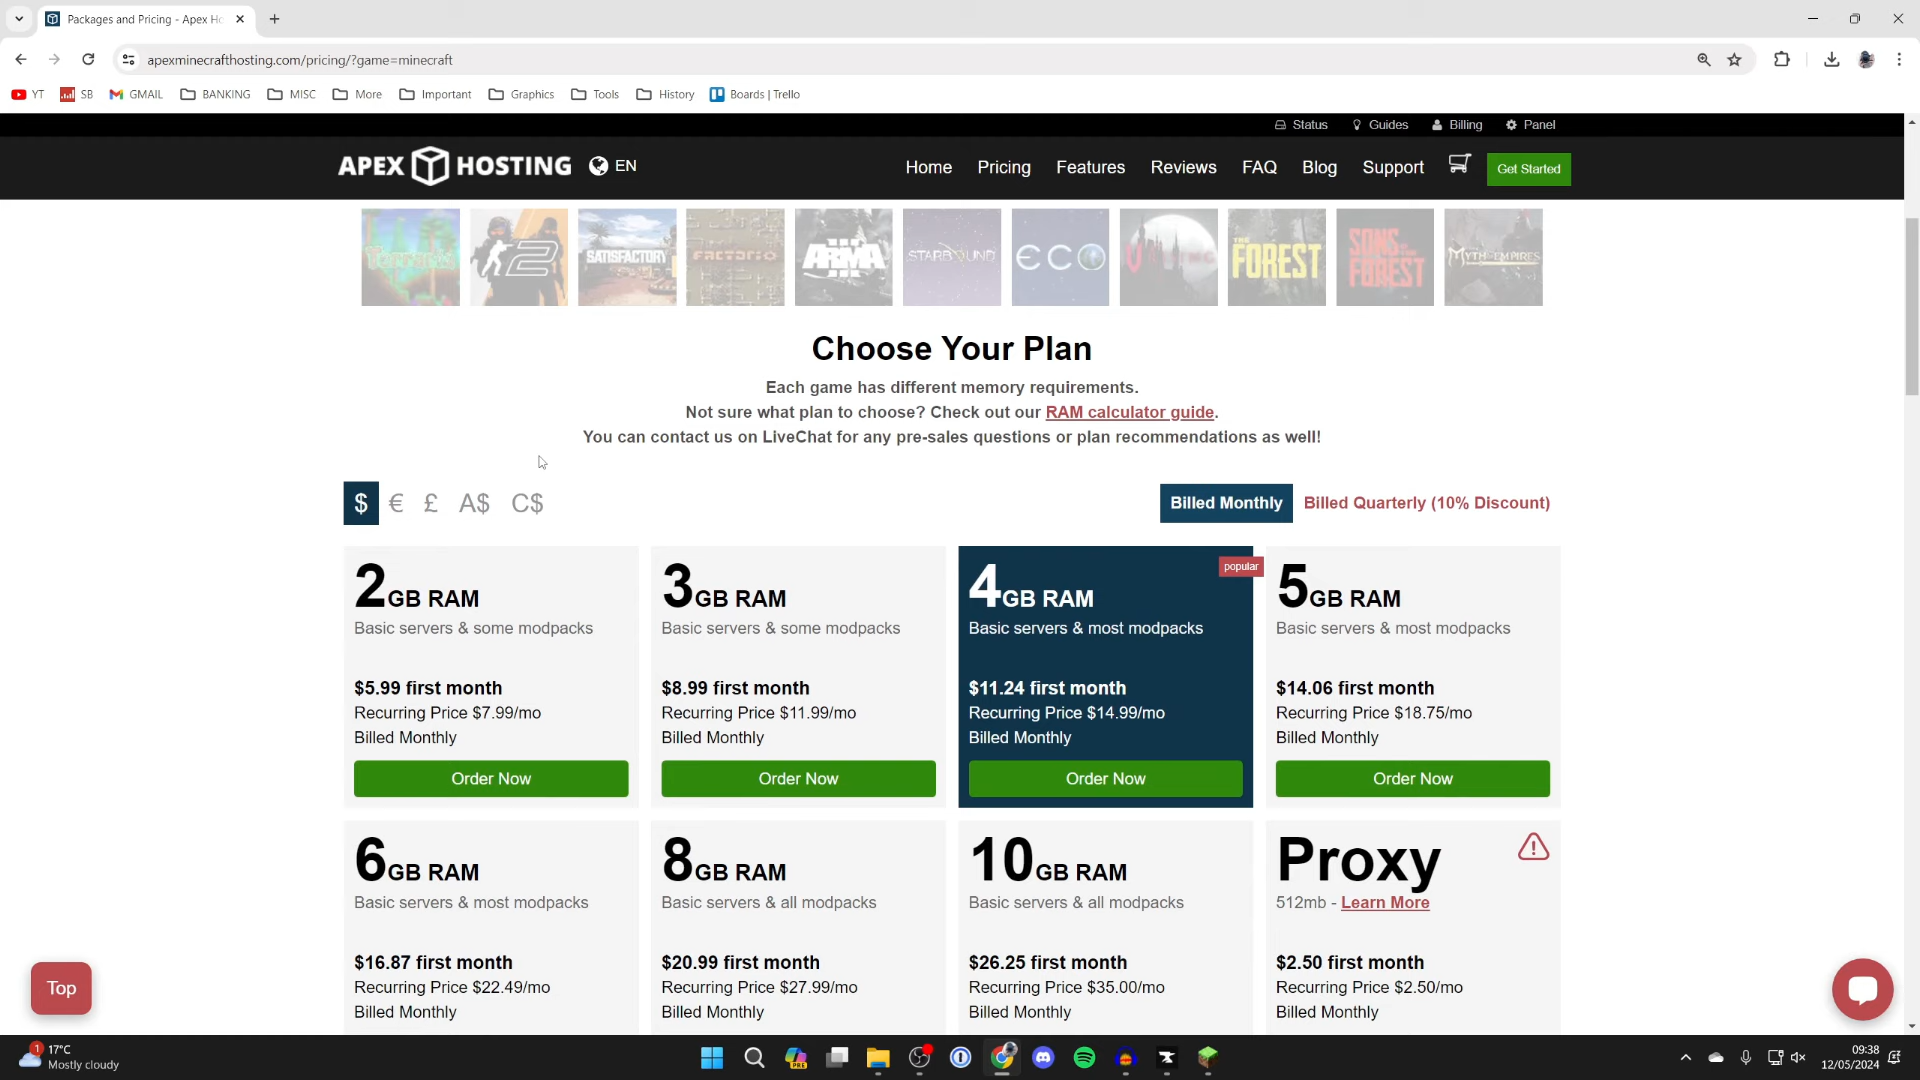 Packages and Pricing - Apex Ho
apexminecrafthosting.com/pricing/?game=minecraft
YT SB GMAIL BANKING MISC More Important Graphics Tools History Boards | Trello
Status Guides Billing Panel
APEX HOSTING EN Home Pricing Features Reviews FAQ Blog Support Get Started
Terraria 2 SATISFACTORY FACTORIO ARMA III STARBOUND ECO V RISING THE FOREST SONS OF THE FOREST MYTH OF EMPIRES
Choose Your Plan
Each game has different memory requirements.
Not sure what plan to choose? Check out our RAM calculator guide.
You can contact us on LiveChat for any pre-sales questions or plan recommendations as well!
$ € £ A$ C$ Billed Monthly Billed Quarterly (10% Discount)
popular
2GB RAM 3GB RAM 4GB RAM 5GB RAM
Basic servers & some modpacks Basic servers & some modpacks Basic servers & most modpacks Basic servers & most modpacks
$5.99 first month $8.99 first month $11.24 first month $14.06 first month
Recurring Price $7.99/mo Recurring Price $11.99/mo Recurring Price $14.99/mo Recurring Price $18.75/mo
Billed Monthly Billed Monthly Billed Monthly Billed Monthly
Order Now Order Now Order Now Order Now
6GB RAM 8GB RAM 10GB RAM Proxy
Basic servers & most modpacks Basic servers & all modpacks Basic servers & all modpacks 512mb - Learn More
$16.87 first month $20.99 first month $26.25 first month $2.50 first month
Recurring Price $22.49/mo Recurring Price $27.99/mo Recurring Price $35.00/mo Recurring Price $2.50/mo
Billed Monthly Billed Monthly Billed Monthly Billed Monthly
Top
1 17°C
Mostly cloudy
PRE
09:38
12/05/2024